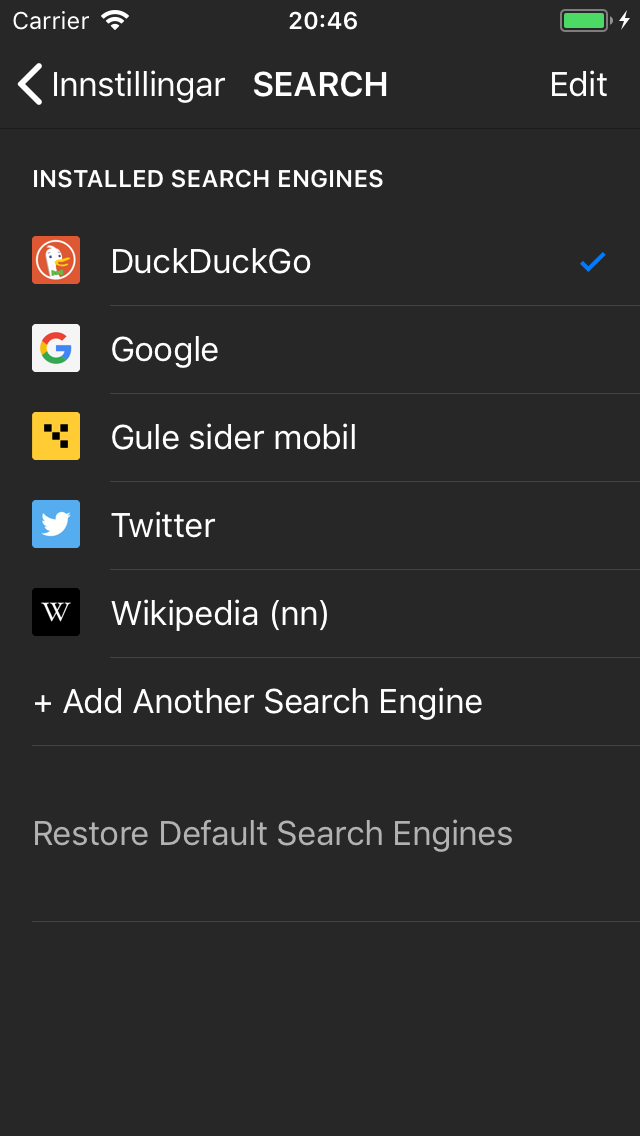 Carrier 20:46
Innstillingar SEARCH Edit
INSTALLED SEARCH ENGINES
DuckDuckGo
G Google
Gule sider mobil
Twitter
W Wikipedia (nn)
+ Add Another Search Engine
Restore Default Search Engines